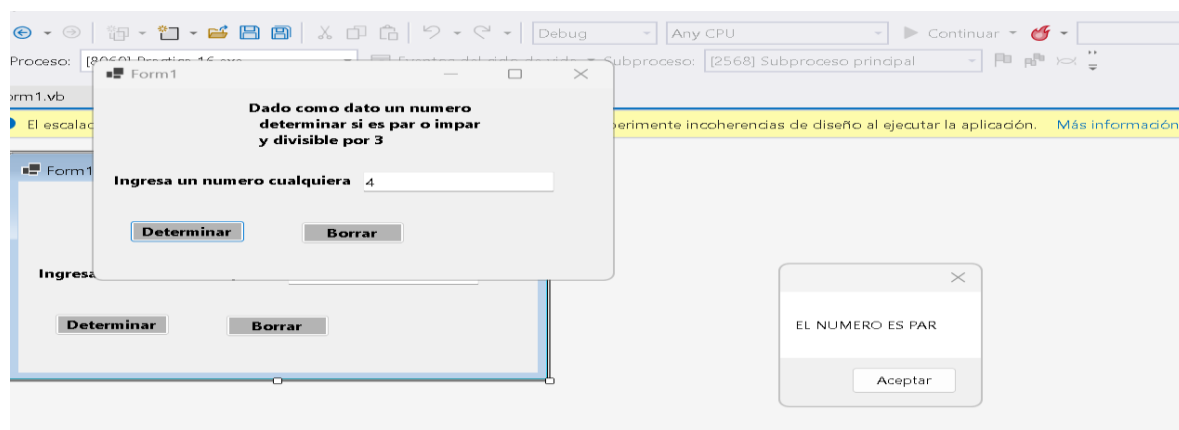 Debug
Any CPU
Continuar
Proceso:
Subproceso: [2568] Subproceso principal
Form1
Dado como dato un numero
determinar si es par o impar
y divisible por 3
Ingresa un numero cualquiera 4
Determinar Borrar
orm1.vb
El escalad
perimente incoherencias de diseño al ejecutar la aplicación. Más información
Form1
Ingresa
Determinar Borrar
EL NUMERO ES PAR
Aceptar